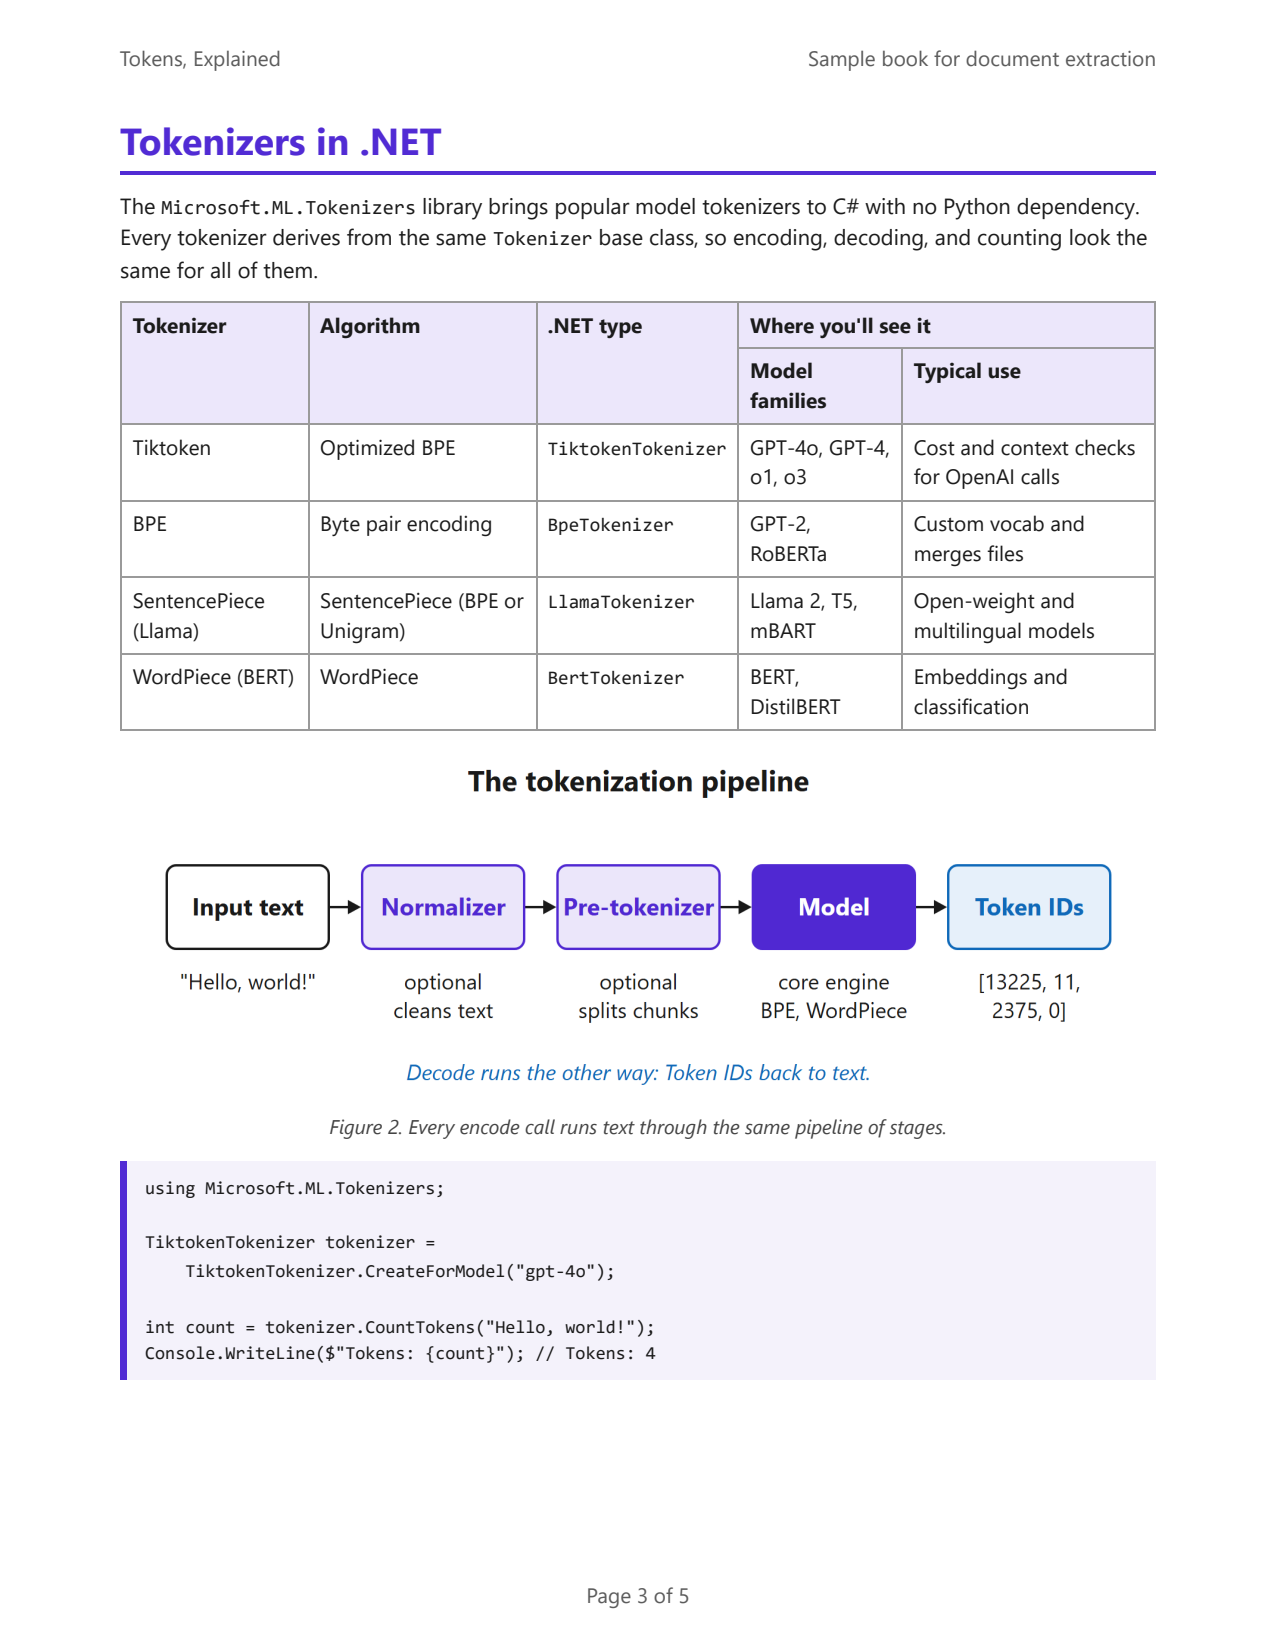 Tokens, Explained
Sample book for document extraction
Tokenizers in .NET
The Microsoft.ML.Tokenizers library brings popular model tokenizers to C# with no Python dependency.
Every tokenizer derives from the same Tokenizer base class, so encoding, decoding, and counting look the
same for all of them.
Tokenizer
Algorithm
.NET type
Where you'll see it
Model
families
Typical use
Tiktoken
Optimized BPE
TiktokenTokenizer
GPT-4o, GPT-4,
o1, o3
Cost and context checks
for OpenAI calls
BPE
Byte pair encoding
BpeTokenizer
GPT-2,
RoBERTa
Custom vocab and
merges files
SentencePiece
(Llama)
SentencePiece (BPE or
Unigram)
LlamaTokenizer
Llama 2, T5,
mBART
Open-weight and
multilingual models
WordPiece (BERT)
WordPiece
BertTokenizer
BERT,
DistilBERT
Embeddings and
classification
The tokenization pipeline
Input text
Normalizer
Pre-tokenizer
Model
Token IDs
"Hello, world!"
optional
cleans text
optional
splits chunks
core engine
BPE, WordPiece
[13225, 11,
2375, 0]
Decode runs the other way: Token IDs back to text.
Figure 2. Every encode call runs text through the same pipeline of stages.
using Microsoft.ML.Tokenizers;
TiktokenTokenizer tokenizer =
    TiktokenTokenizer.CreateForModel("gpt-4o");
int count = tokenizer.CountTokens("Hello, world!");
Console.WriteLine($"Tokens: {count}"); // Tokens: 4
Page 3 of 5